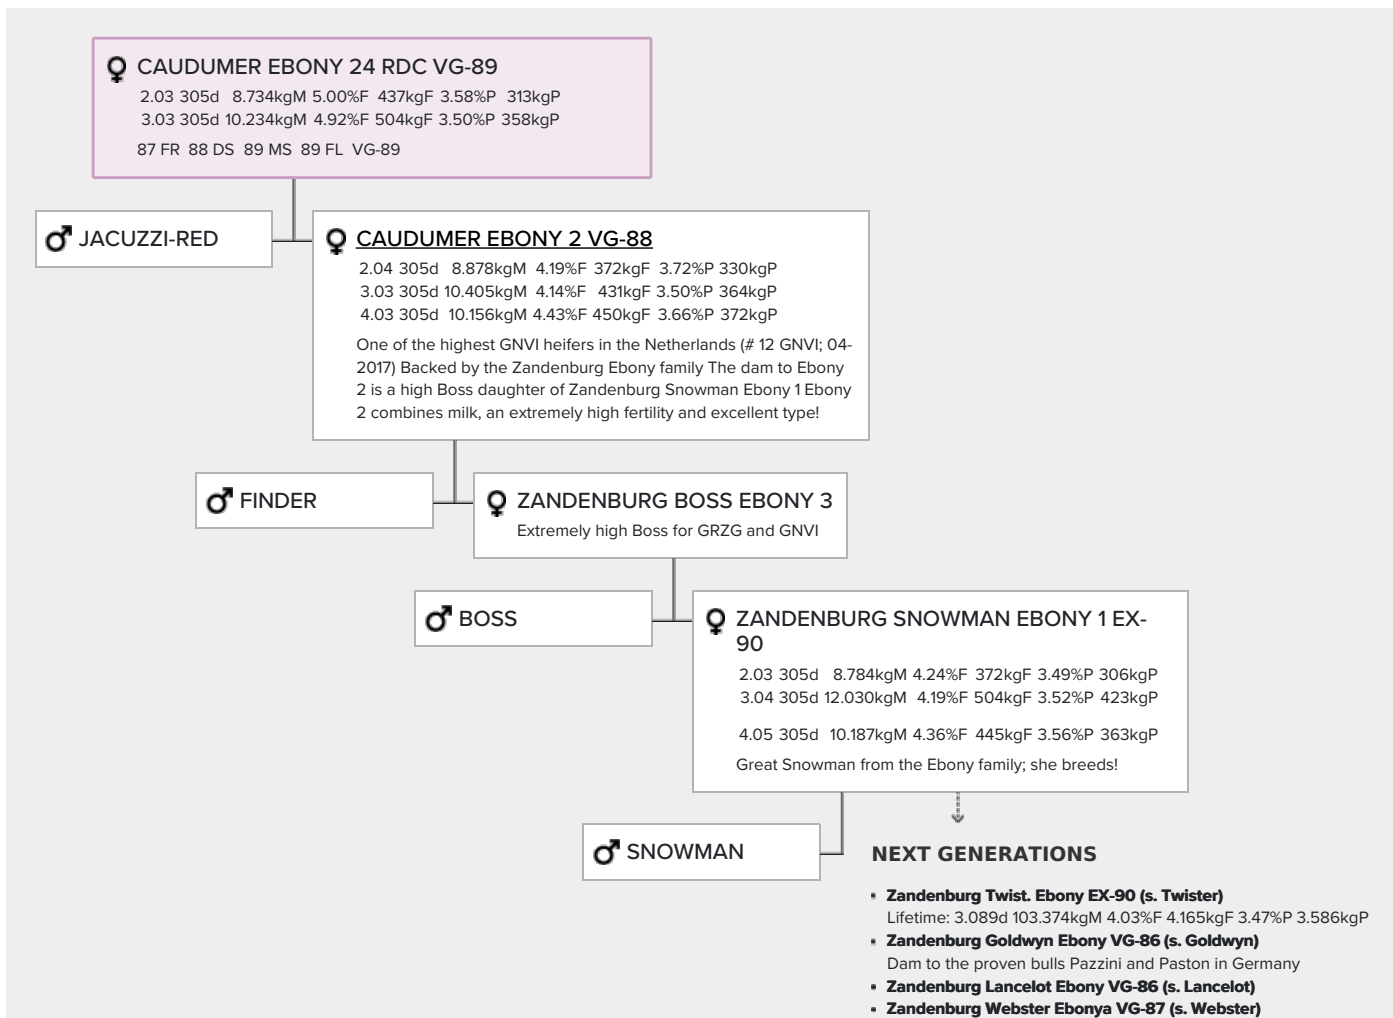 CAUDUMER EBONY 24 RDC VG-89
2.03 305d 8.734kgM 5.00%F 437kgF 3.58%P 313kgP
3.03 305d 10.234kgM 4.92%F 504kgF 3.50%P 358kgP
87 FR 88 DS 89 MS 89 FL VG-89
JACUZZI-RED
CAUDUMER EBONY 2 VG-88
2.04 305d 8.878kgM 4.19%F 372kgF 3.72%P 330kgP
3.03 305d 10.405kgM 4.14%F 431kgF 3.50%P 364kgP
4.03 305d 10.156kgM 4.43%F 450kgF 3.66%P 372kgP
One of the highest GNVI heifers in the Netherlands (# 12 GNVI; 04-
2017) Backed by the Zandenburg Ebony family The dam to Ebony
2 is a high Boss daughter of Zandenburg Snowman Ebony 1 Ebony
2 combines milk, an extremely high fertility and excellent type!
FINDER
ZANDENBURG BOSS EBONY 3
Extremely high Boss for GRZG and GNVI
BOSS
ZANDENBURG SNOWMAN EBONY 1 EX-
90
2.03 305d 8.784kgM 4.24%F 372kgF 3.49%P 306kgP
3.04 305d 12.030kgM 4.19%F 504kgF 3.52%P 423kgP
4.05 305d 10.187kgM 4.36%F 445kgF 3.56%P 363kgP
Great Snowman from the Ebony family; she breeds!
SNOWMAN
NEXT GENERATIONS
Zandenburg Twist. Ebony EX-90 (s. Twister)
Lifetime: 3.089d 103.374kgM 4.03%F 4.165kgF 3.47%P 3.586kgP
Zandenburg Goldwyn Ebony VG-86 (s. Goldwyn)
Dam to the proven bulls Pazzini and Paston in Germany
Zandenburg Lancelot Ebony VG-86 (s. Lancelot)
Zandenburg Webster Ebonya VG-87 (s. Webster)